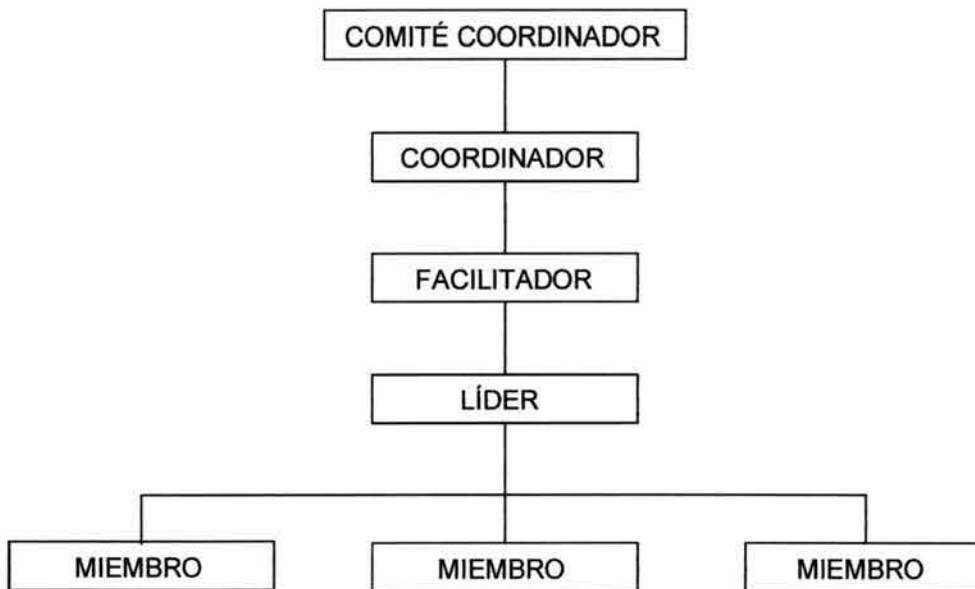 COMITÉ COORDINADOR
COORDINADOR
FACILITADOR
LÍDER
MIEMBRO MIEMBRO MIEMBRO